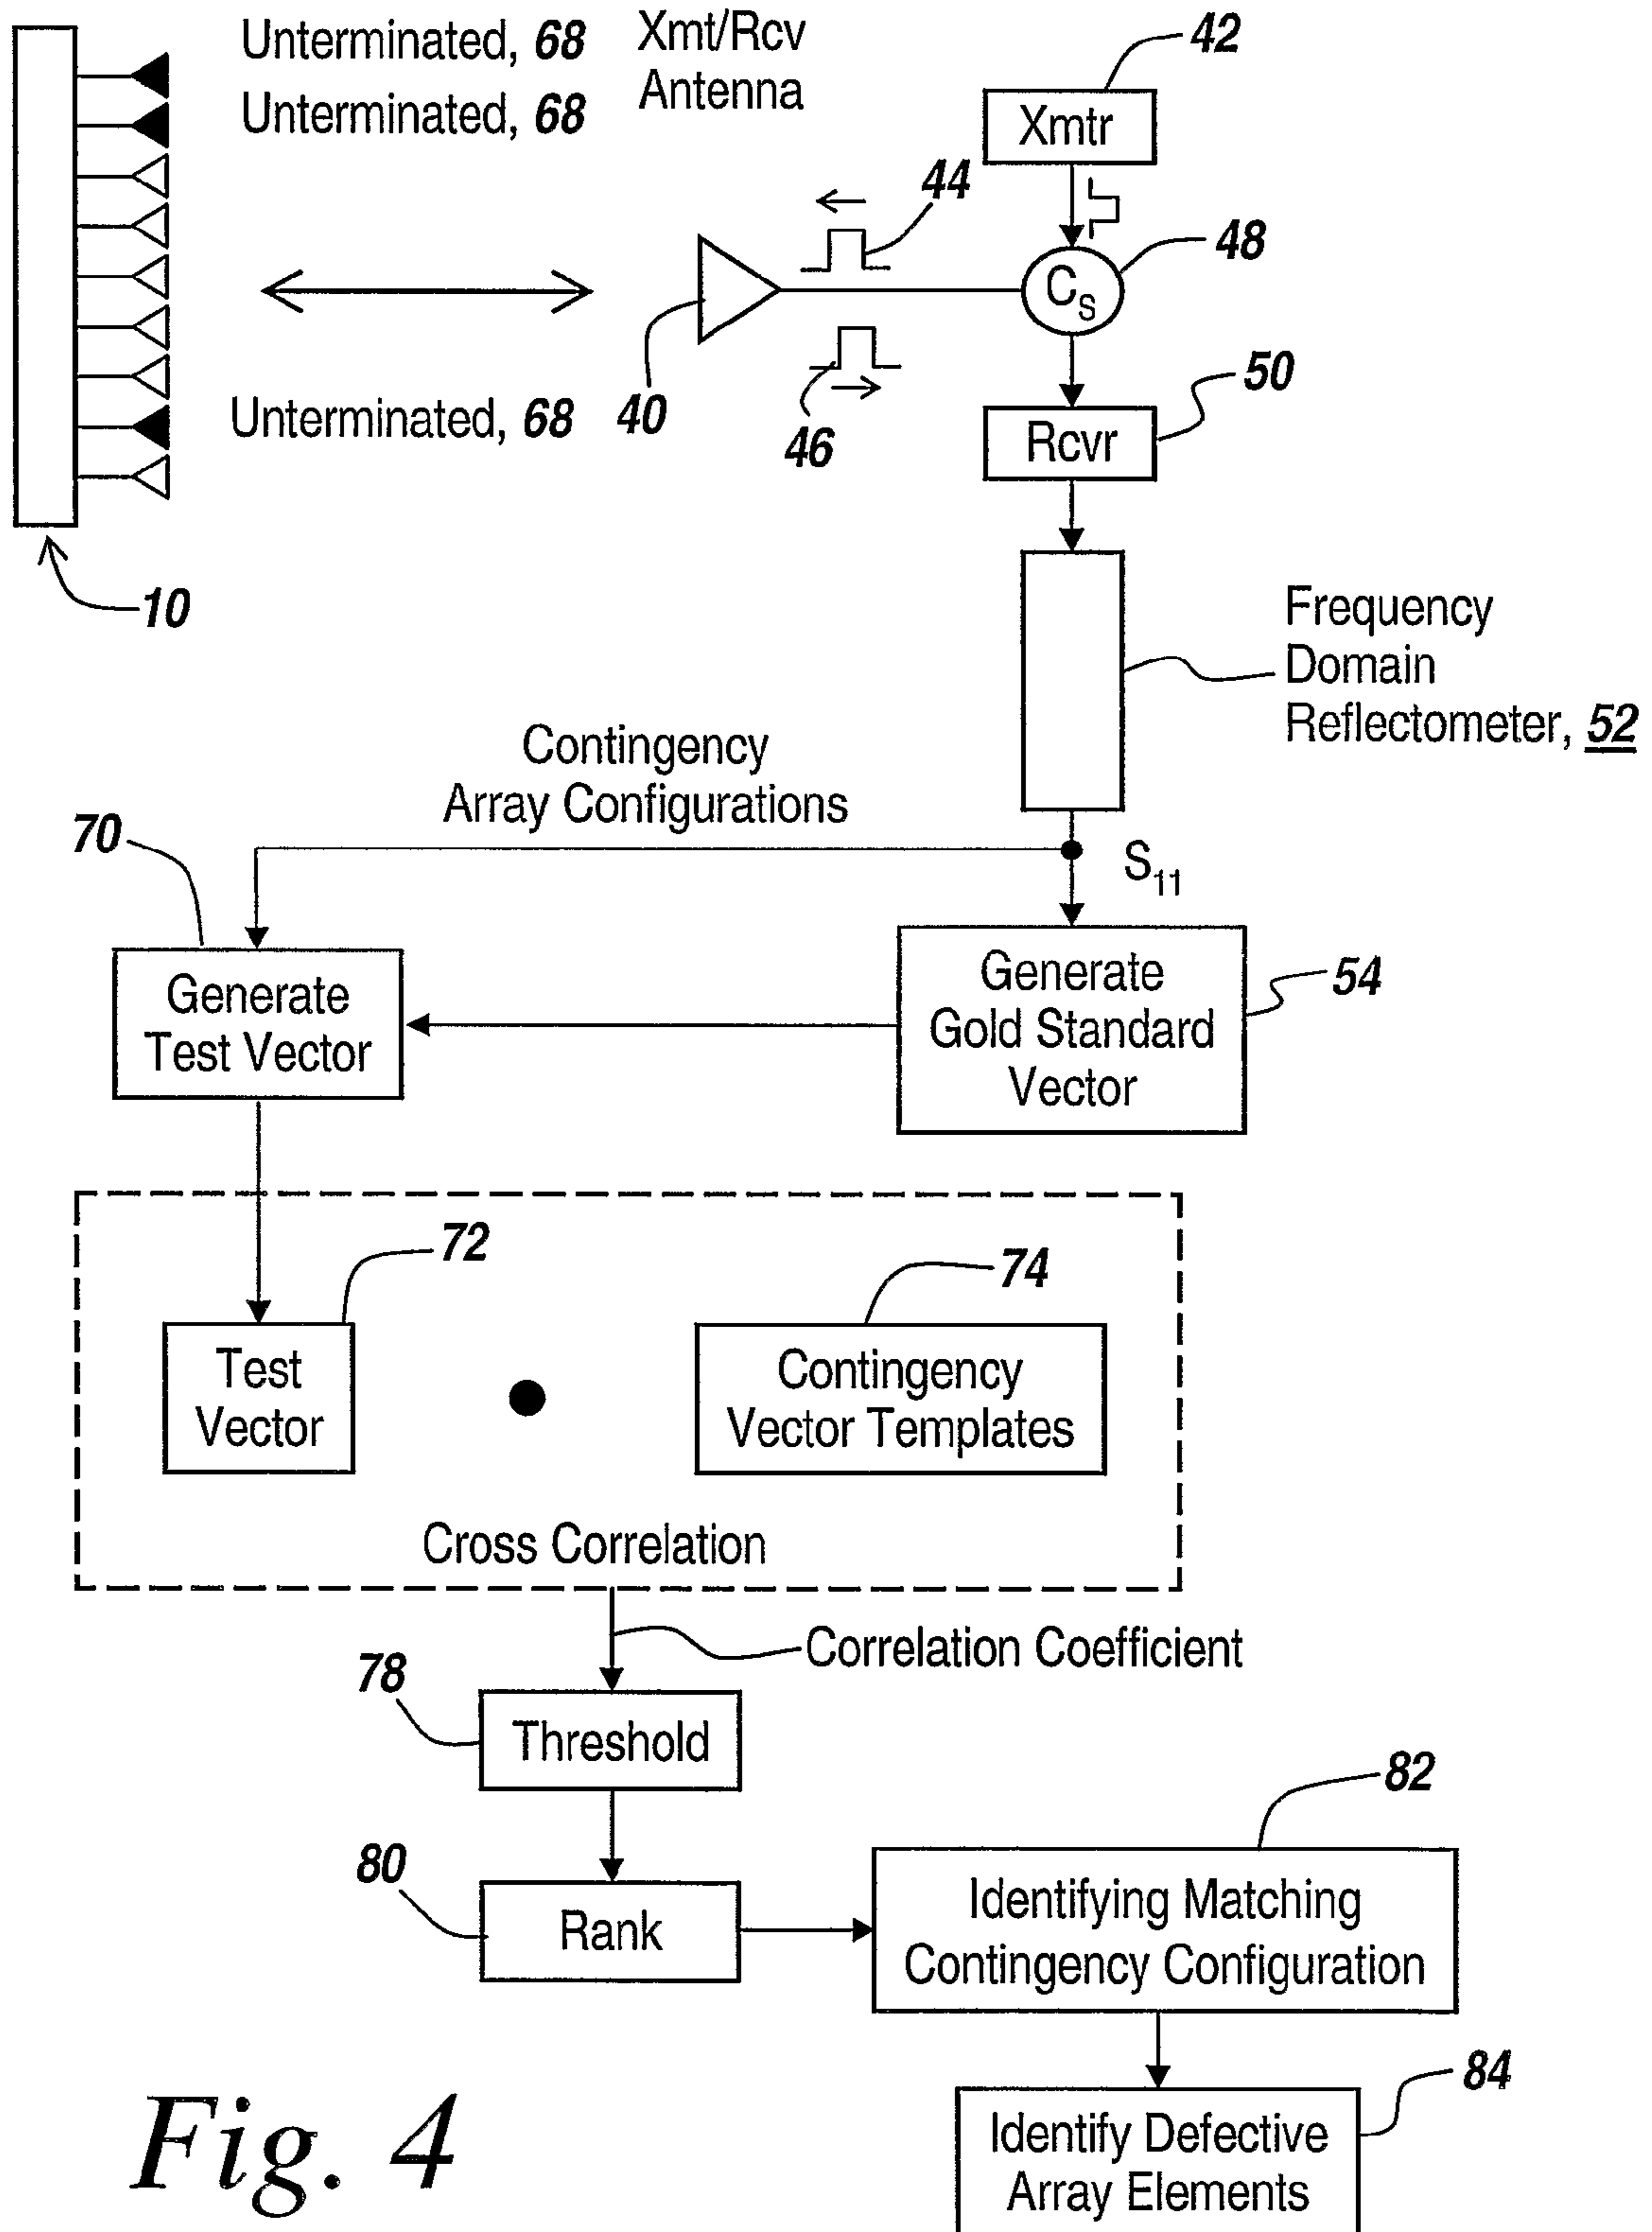 Unterminated, 68
Unterminated, 68
Xmt/Rcv
Antenna
42
Xmtr
44
48
Cs
40
46
Unterminated, 68
50
Rcvr
10
Frequency
Domain
Reflectometer, 52
Contingency
Array Configurations
S11
70
Generate
Test Vector
Generate
Gold Standard
Vector
54
72
74
Test
Vector
Contingency
Vector Templates
Cross Correlation
Correlation Coefficient
78
Threshold
82
80
Rank
Identifying Matching
Contingency Configuration
84
Identify Defective
Array Elements
Fig. 4